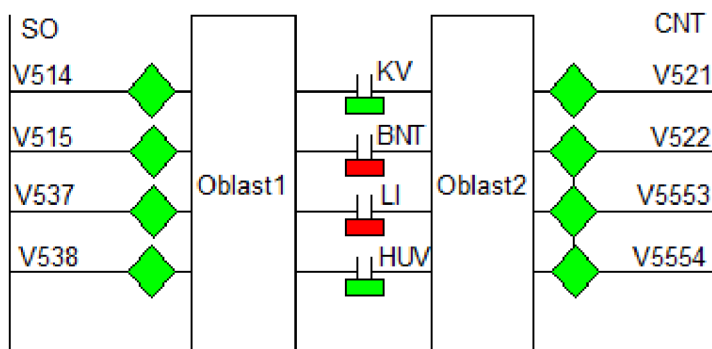 SO
CNT
V514
KV
V521
V515
BNT
V522
Oblast1
Oblast2
V537
LI
V5553
V538
HUV
V5554